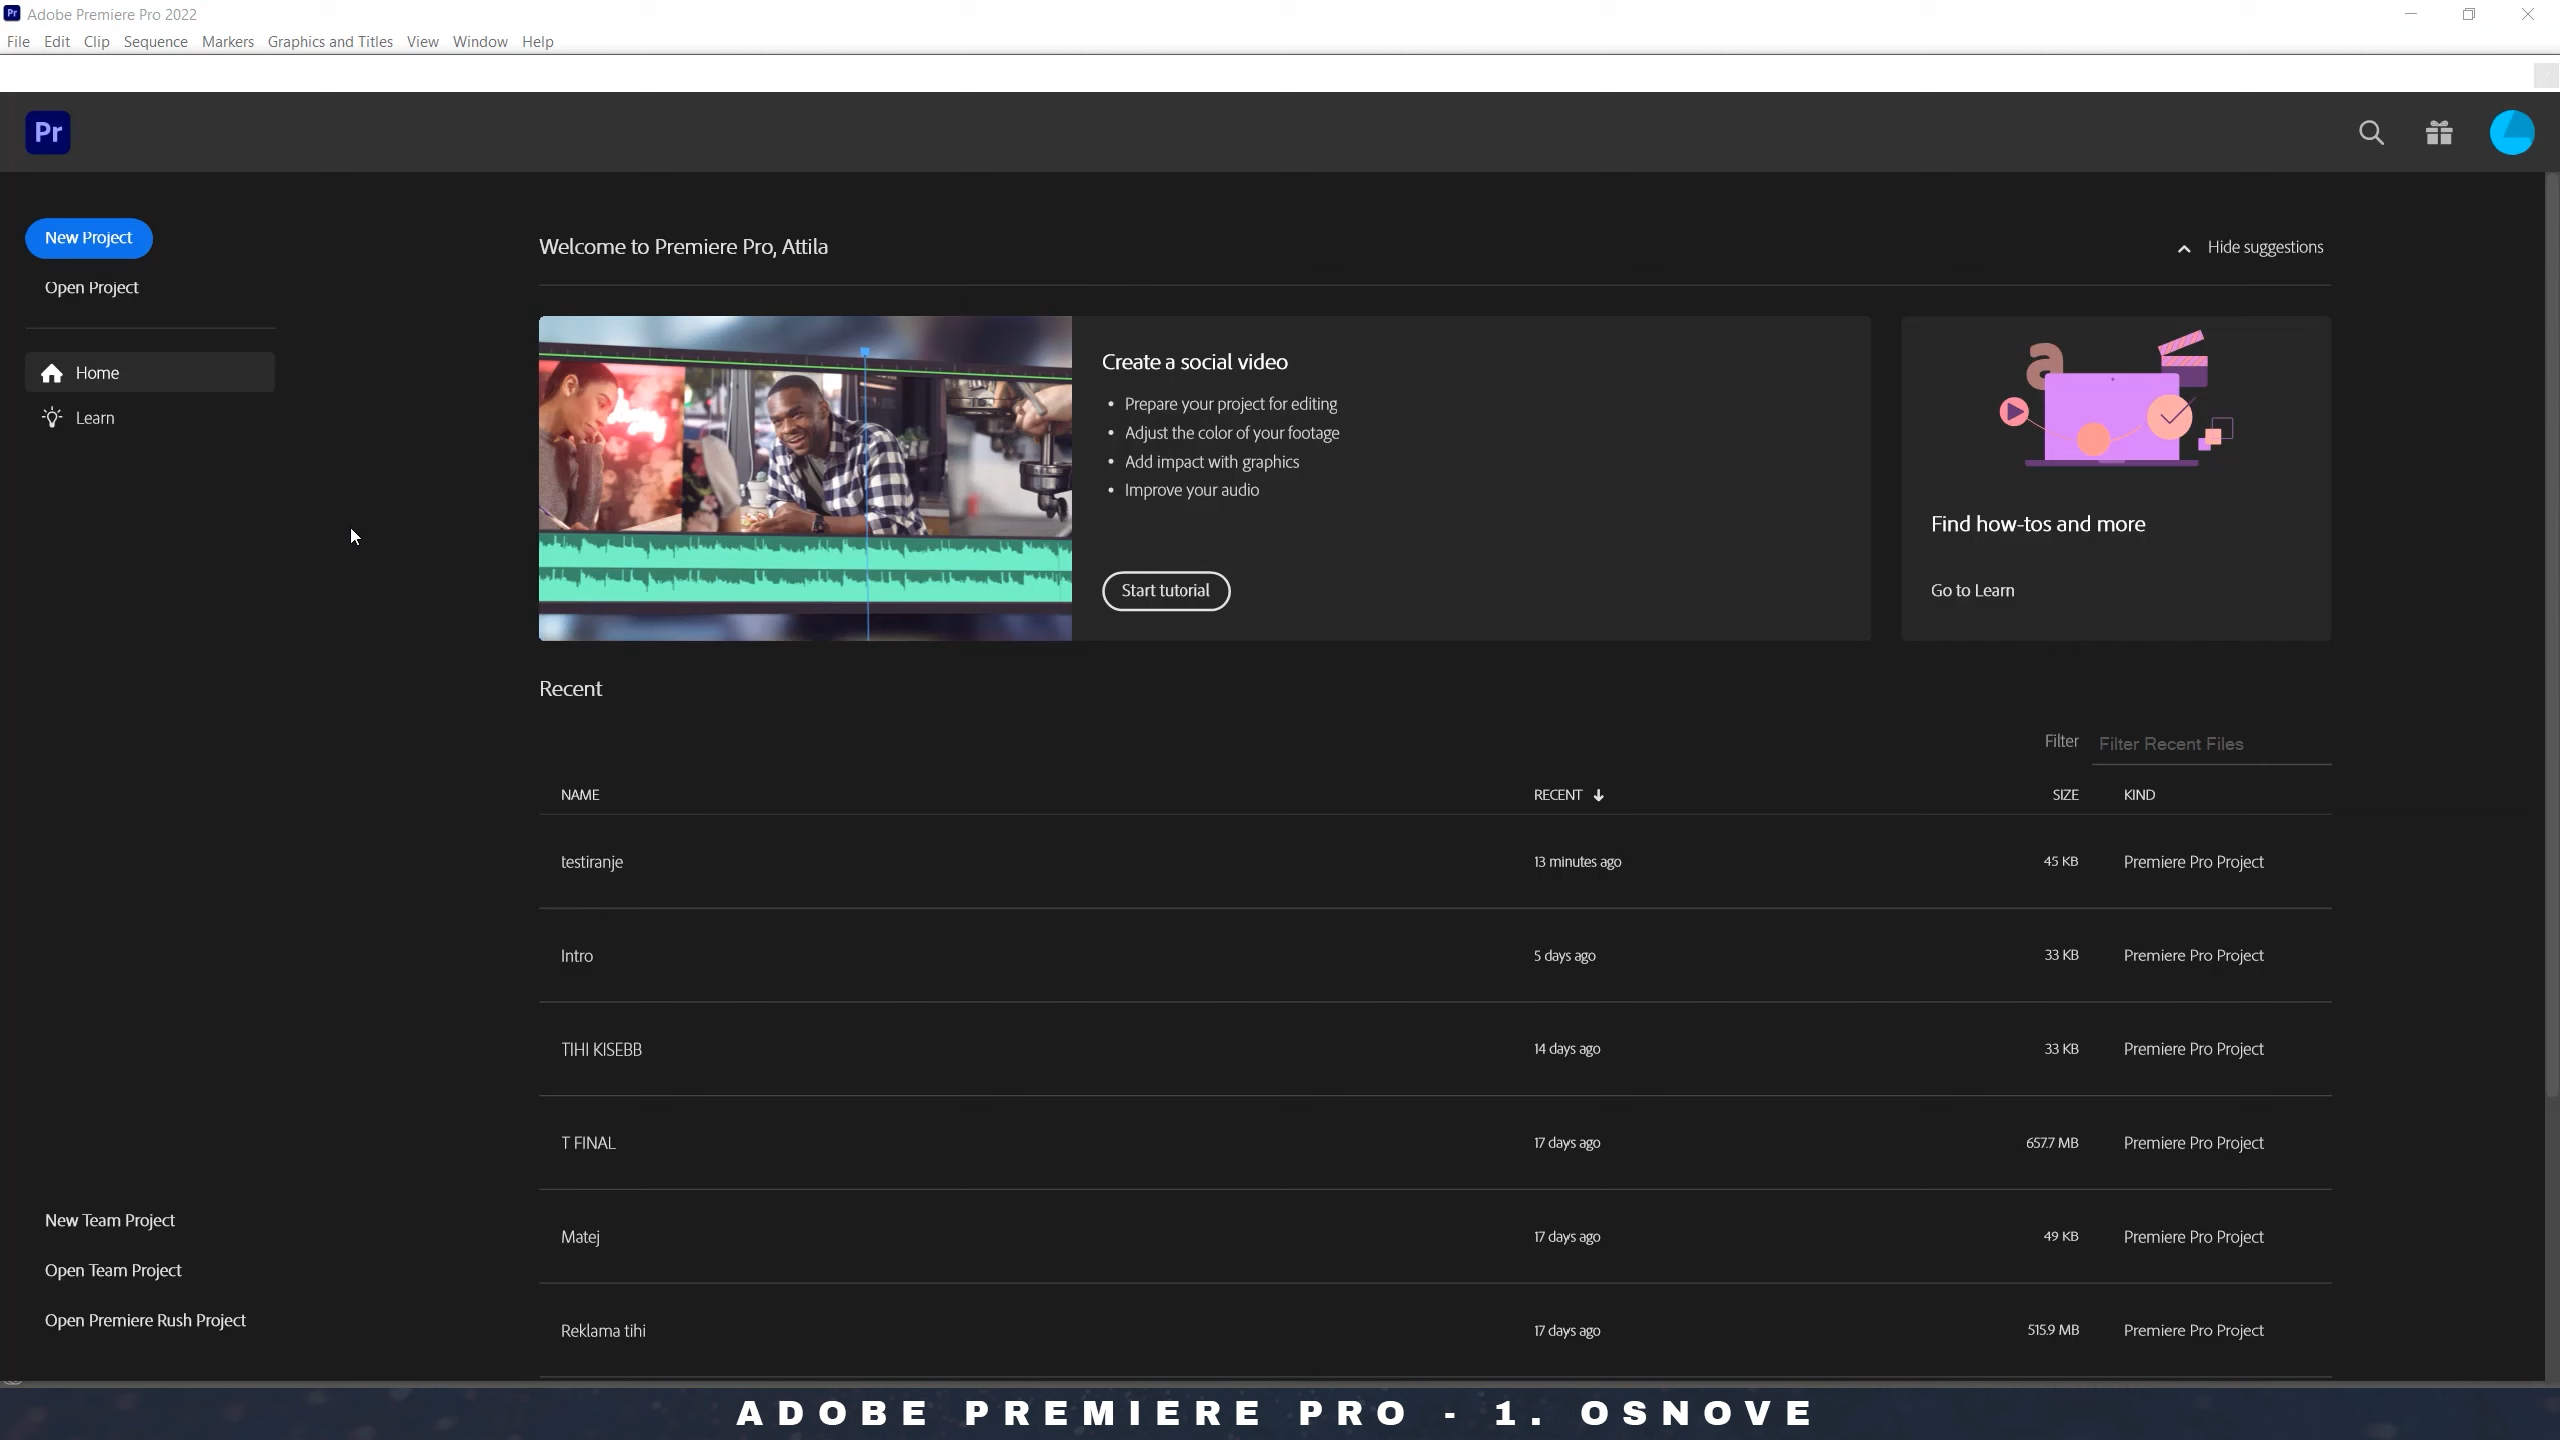 Pr Adobe Premiere Pro 2022
File Edit Clip Sequence Markers Graphics and Titles View Window Help
Pr
New Project
Open Project
Home
Learn
Welcome to Premiere Pro, Attila
Hide suggestions
Create a social video
• Prepare your project for editing
• Adjust the color of your footage
• Add impact with graphics
• Improve your audio
Start tutorial
a
Find how-tos and more
Go to Learn
Recent
Filter Filter Recent Files
NAME RECENT SIZE KIND
testiranje 13 minutes ago 45 KB Premiere Pro Project
Intro 5 days ago 33 KB Premiere Pro Project
TIHI KISEBB 14 days ago 33 KB Premiere Pro Project
T FINAL 17 days ago 657.7 MB Premiere Pro Project
Matej 17 days ago 49 KB Premiere Pro Project
Reklama tihi 17 days ago 515.9 MB Premiere Pro Project
New Team Project
Open Team Project
Open Premiere Rush Project
ADOBE PREMIERE PRO - 1. OSNOVE